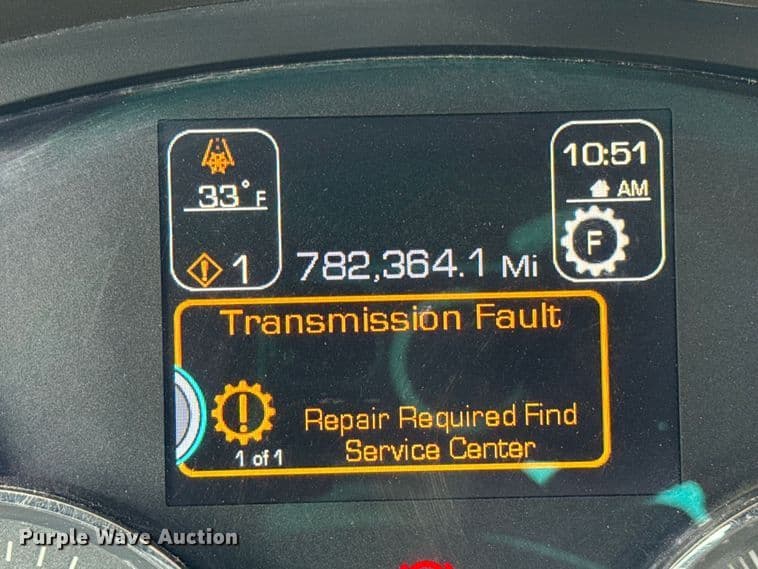 33°F
10:51
AM
F
1
782,364.1 Mi
Transmission Fault
Repair Required Find
Service Center
1 of 1
Purple Wave Auction